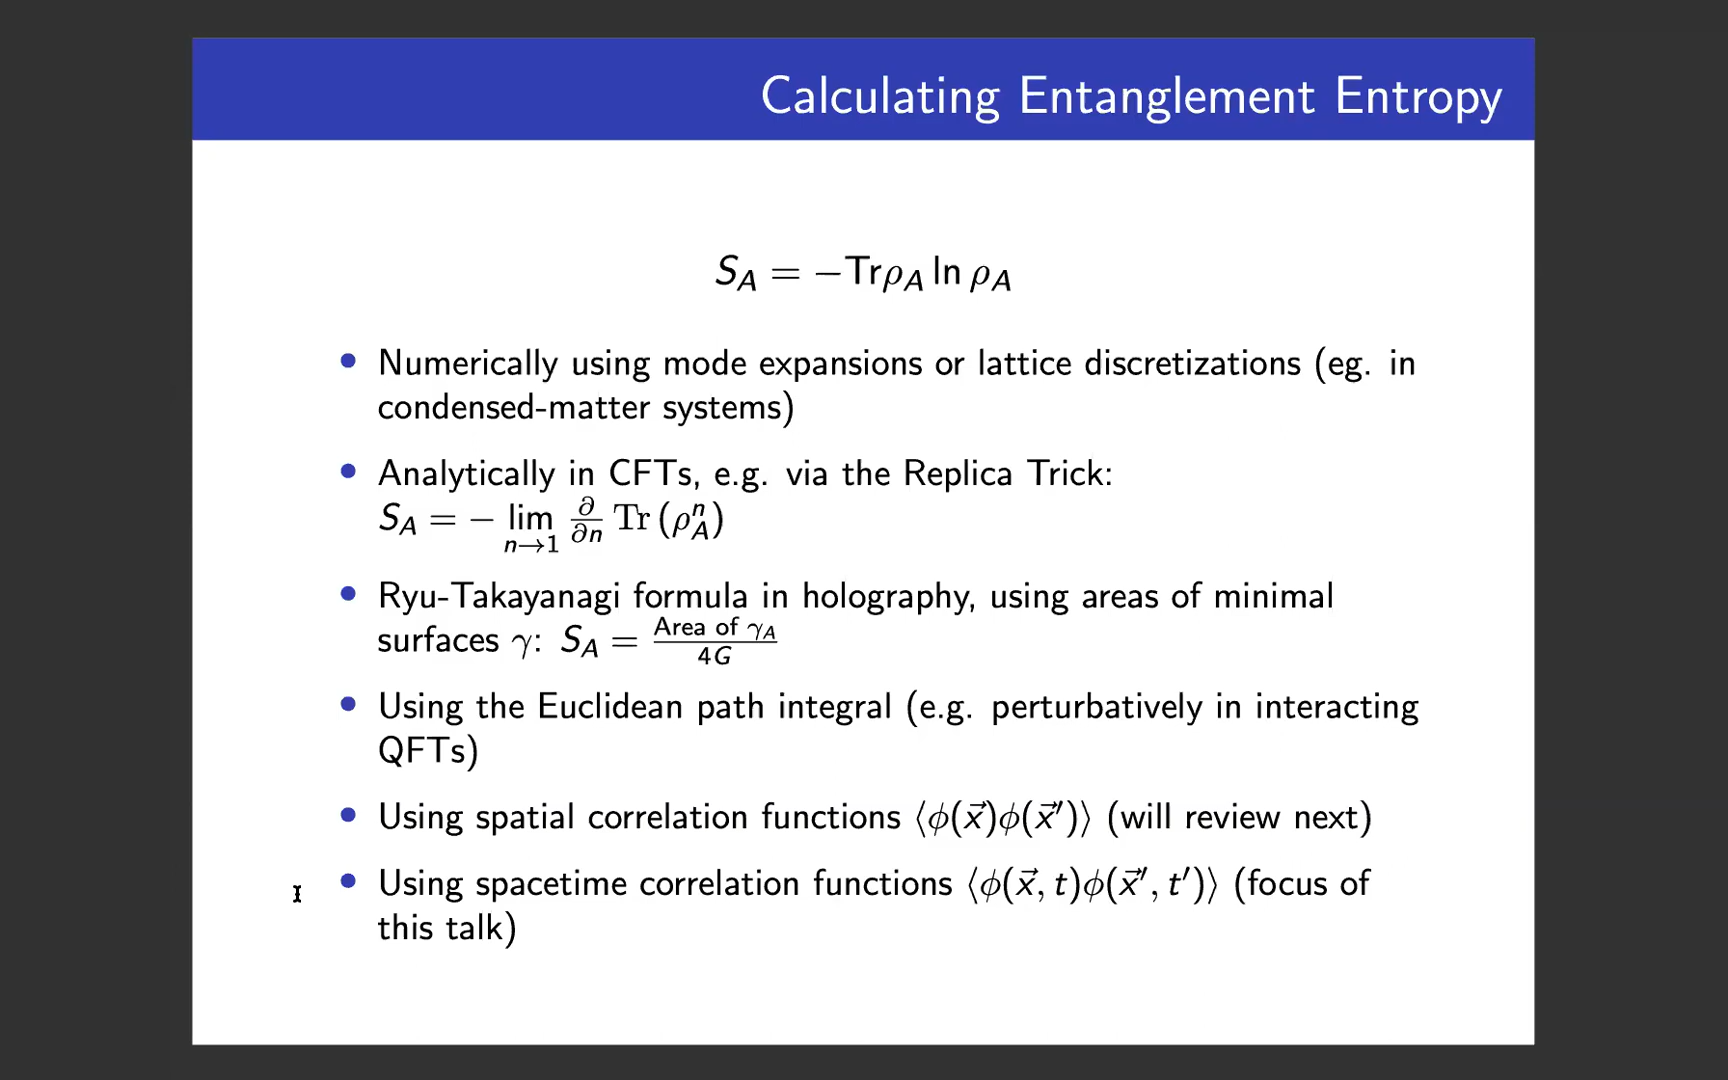 Calculating Entanglement Entropy
S_A = −Trρ_A ln ρ_A
• Numerically using mode expansions or lattice discretizations (eg. in
condensed-matter systems)
• Analytically in CFTs, e.g. via the Replica Trick:
S_A = − lim_{n→1} ∂/∂n Tr (ρ_A^n)
• Ryu-Takayanagi formula in holography, using areas of minimal
surfaces γ: S_A = Area of γ_A / 4G
• Using the Euclidean path integral (e.g. perturbatively in interacting
QFTs)
• Using spatial correlation functions ⟨ϕ(x⃗)ϕ(x⃗′)⟩ (will review next)
• Using spacetime correlation functions ⟨ϕ(x⃗, t)ϕ(x⃗′, t′)⟩ (focus of
this talk)